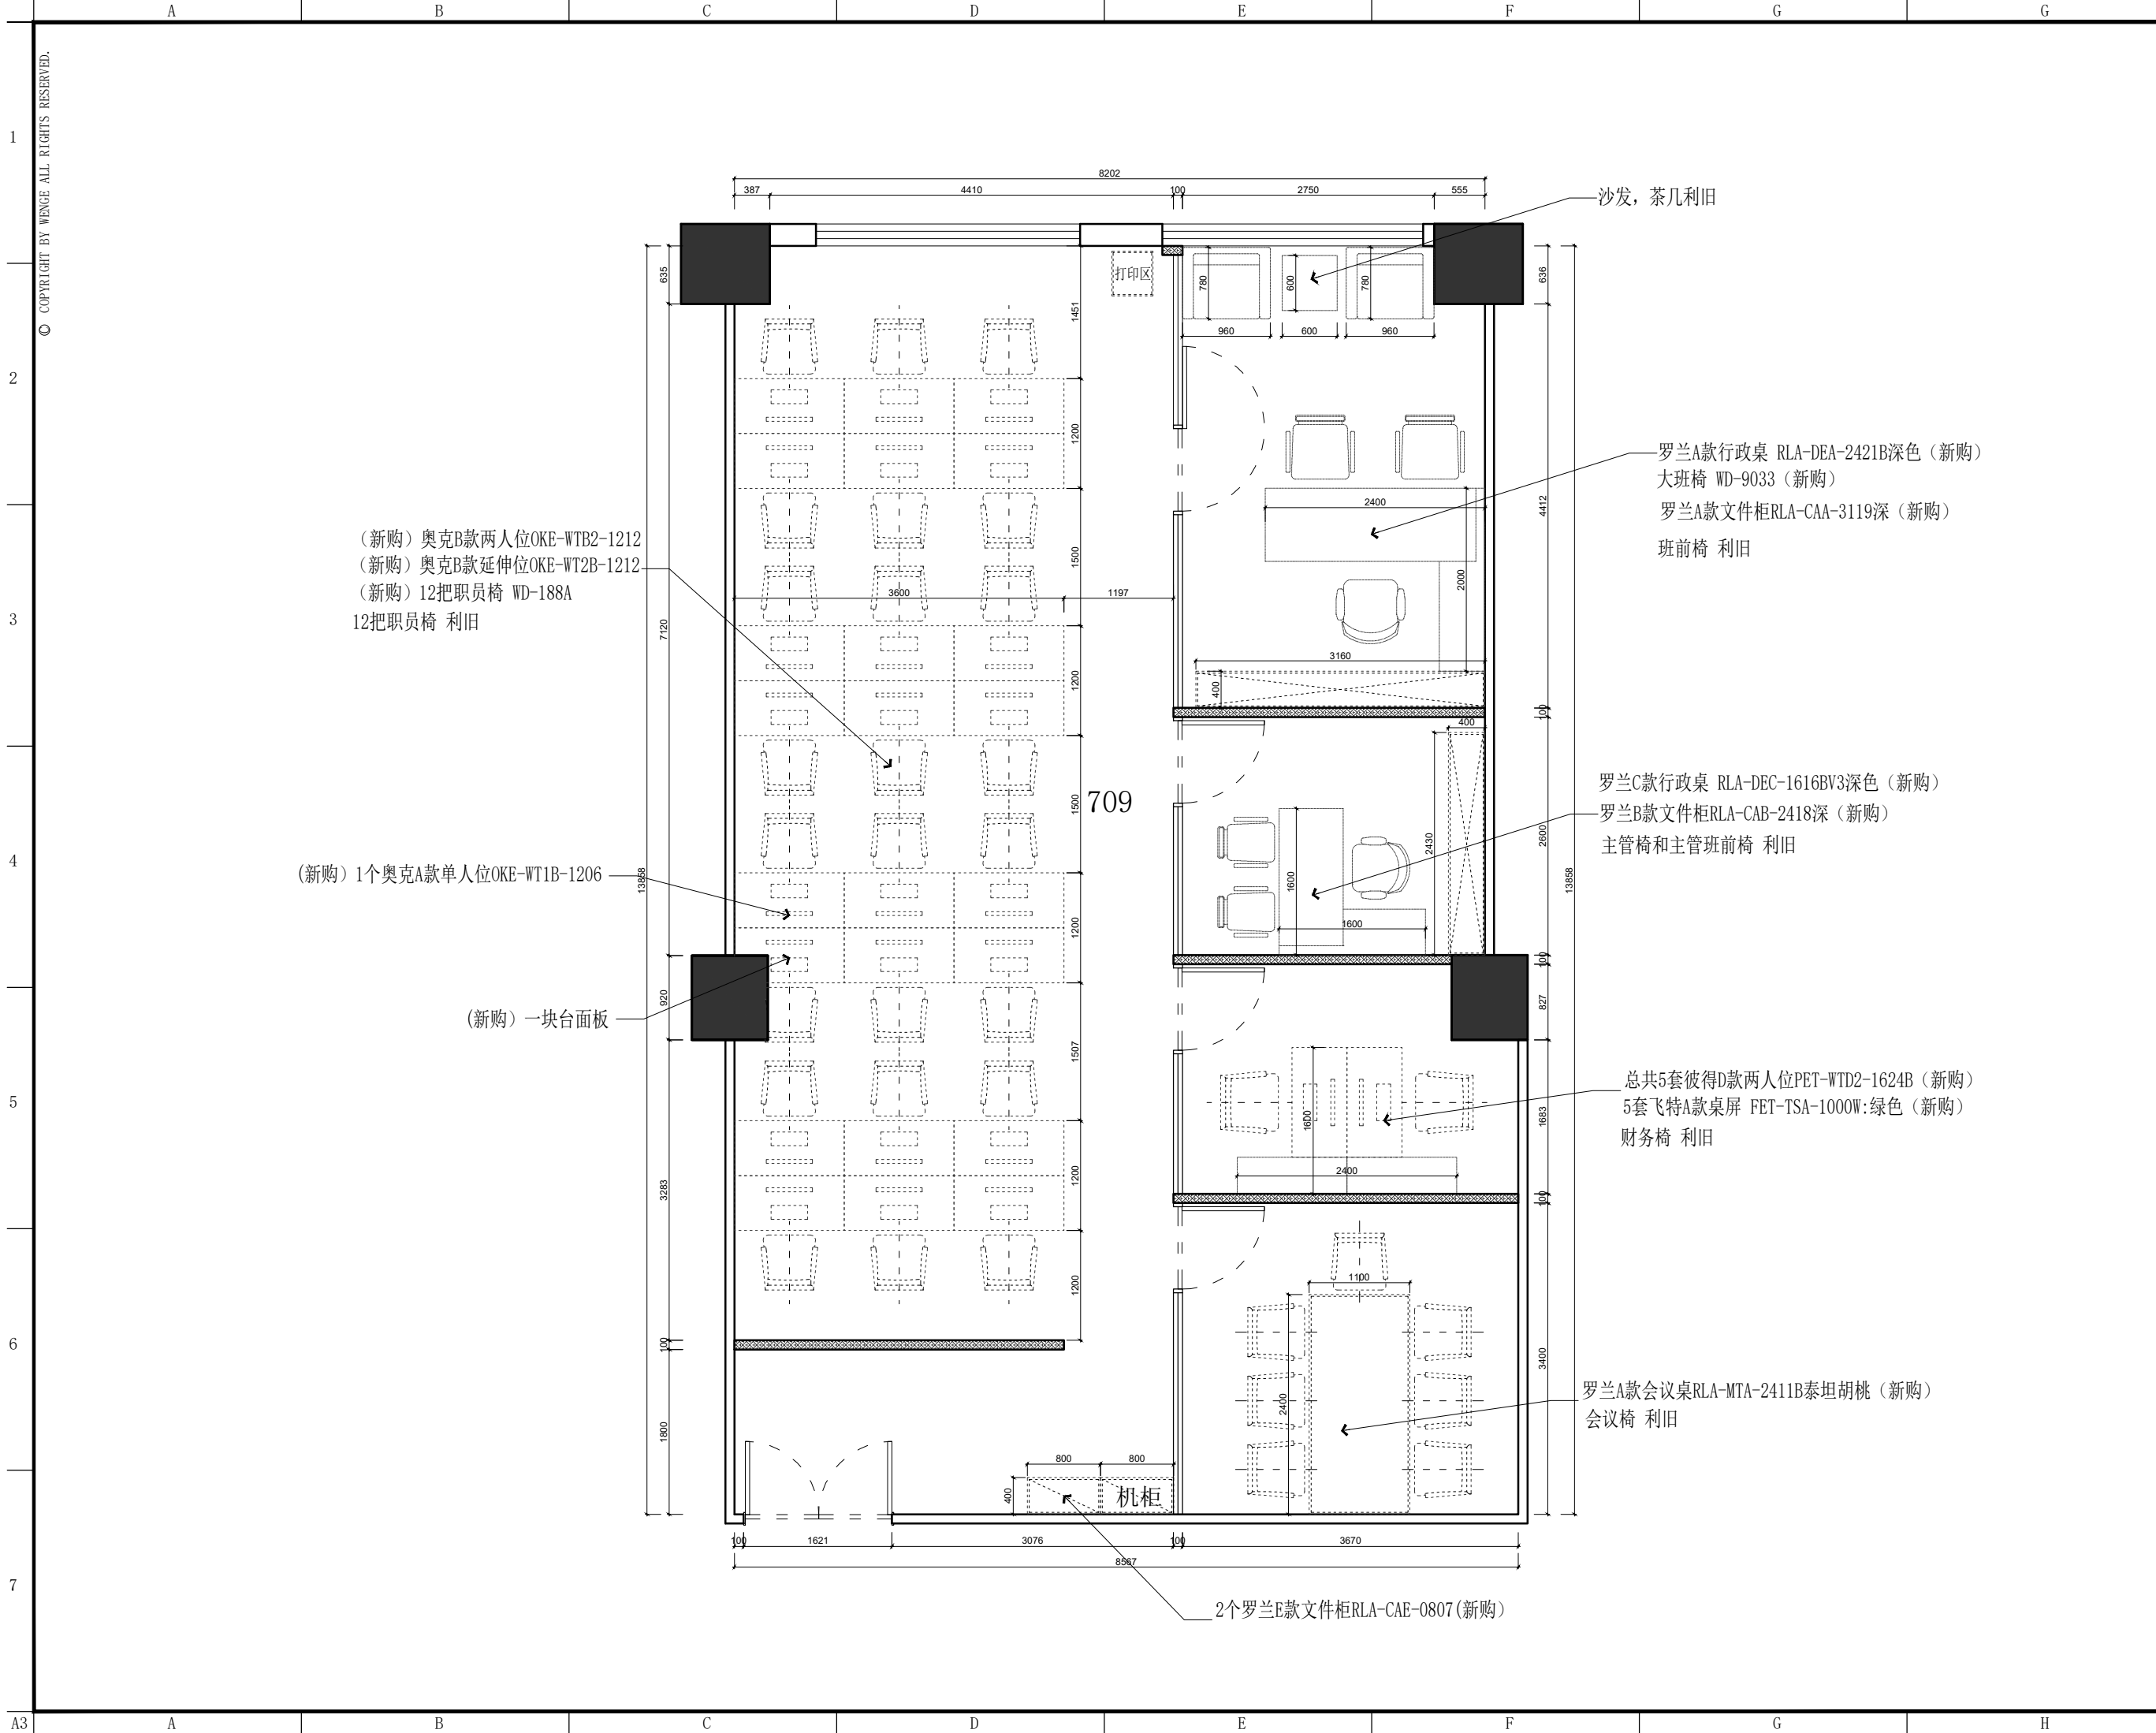 A B C D E F G G
© COPYRIGHT BY WENGE ALL RIGHTS RESERVED.
1
2
3
4
5
6
7
8202
387 4410 100 2750 555
沙发，茶几利旧
打印区
635
780
600
780
636
960 600 960
1451
1200
罗兰A款行政桌 RLA-DEA-2421B深色（新购）
大班椅 WD-9033（新购）
罗兰A款文件柜RLA-CAA-3119深（新购）
班前椅 利旧
2400
4412
（新购）奥克B款两人位OKE-WTB2-1212
（新购）奥克B款延伸位OKE-WT2B-1212
（新购）12把职员椅 WD-188A
12把职员椅 利旧
1500
2000
3600 1197
7120
3160
1200
400
100
400
709
1500
罗兰C款行政桌 RLA-DEC-1616BV3深色（新购）
罗兰B款文件柜RLA-CAB-2418深（新购）
主管椅和主管班前椅 利旧
2430
2600
(新购）1个奥克A款单人位OKE-WT1B-1206
13858
1600
13858
1600
1200
100
(新购）一块台面板
920
827
1507
总共5套彼得D款两人位PET-WTD2-1624B（新购）
5套飞特A款桌屏 FET-TSA-1000W:绿色（新购）
财务椅 利旧
1600
1683
2400
3283
1200
100
1200
1100
100
3400
罗兰A款会议桌RLA-MTA-2411B泰坦胡桃（新购）
会议椅 利旧
2400
1800
800 800
400
机柜
100 1621 3076 100 3670
8567
2个罗兰E款文件柜RLA-CAE-0807(新购）
A3 A B C D E F G H